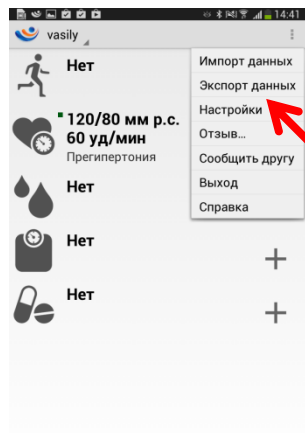 14:41
vasily
Нет
120/80 мм р.с.
60 уд/мин
Прегипертония
Нет
Нет
Нет
Импорт данных
Экспорт данных
Настройки
Отзыв...
Сообщить другу
Выход
Справка